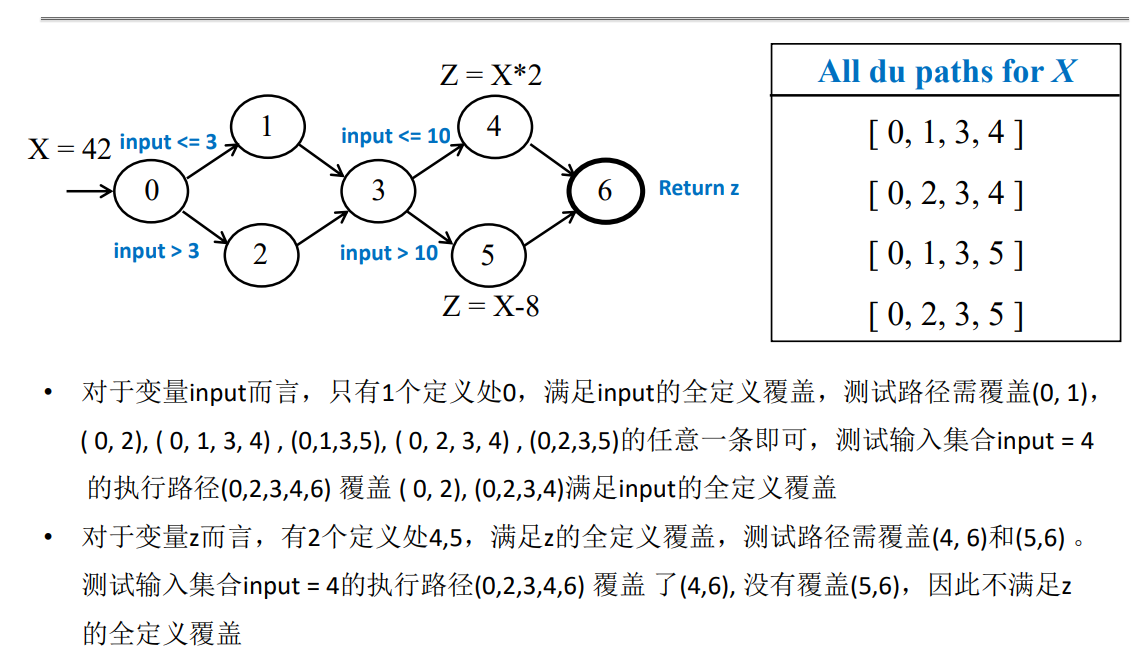 Z = X*2
All du paths for X
X = 42
input <= 3
1
input <= 10
4
[ 0, 1, 3, 4 ]
0
3
6
Return z
[ 0, 2, 3, 4 ]
input > 3
2
input > 10
5
[ 0, 1, 3, 5 ]
Z = X-8
[ 0, 2, 3, 5 ]
• 对于变量input而言，只有1个定义处0，满足input的全定义覆盖，测试路径需覆盖(0, 1)，
( 0, 2), ( 0, 1, 3, 4) , (0,1,3,5), ( 0, 2, 3, 4) , (0,2,3,5)的任意一条即可，测试输入集合input = 4
的执行路径(0,2,3,4,6) 覆盖 ( 0, 2), (0,2,3,4)满足input的全定义覆盖
• 对于变量z而言，有2个定义处4,5，满足z的全定义覆盖，测试路径需覆盖(4, 6)和(5,6) 。
测试输入集合input = 4的执行路径(0,2,3,4,6) 覆盖 了(4,6), 没有覆盖(5,6)，因此不满足z
的全定义覆盖